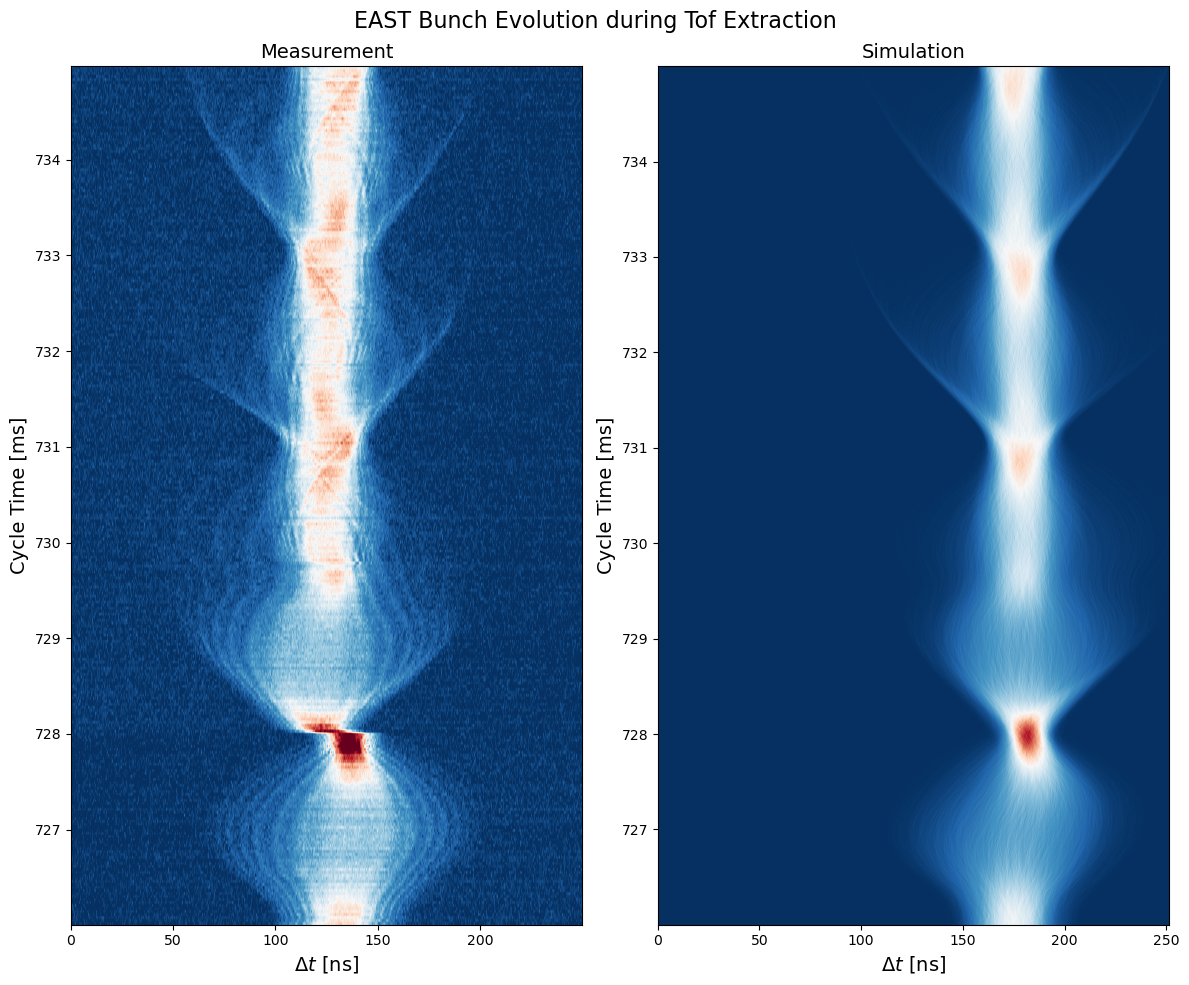 EAST Bunch Evolution during Tof Extraction
Measurement
Simulation
Cycle Time [ms]
734
733
732
731
730
729
728
727
0 50 100 150 200
Δt [ns]
Cycle Time [ms]
734
733
732
731
730
729
728
727
0 50 100 150 200 250
Δt [ns]